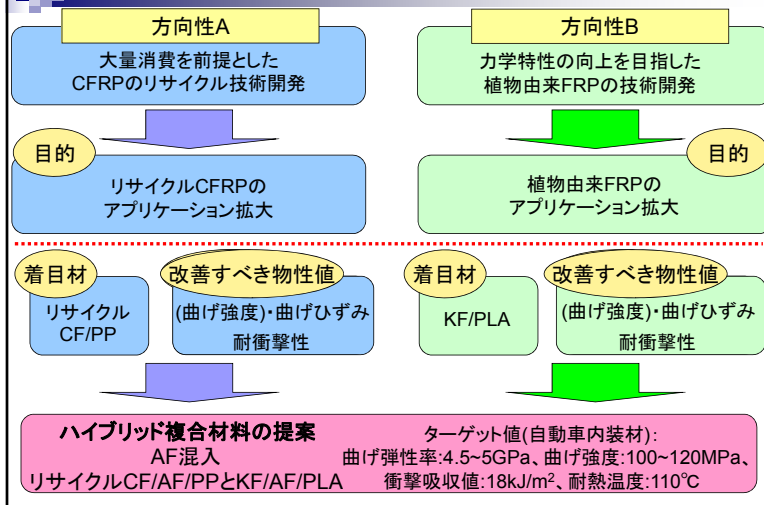 方向性A
大量消費を前提とした
CFRPのリサイクル技術開発
目的
リサイクルCFRPの
アプリケーション拡大
方向性B
力学特性の向上を目指した
植物由来FRPの技術開発
目的
植物由来FRPの
アプリケーション拡大
着目材
リサイクル
CF/PP
改善すべき物性値
(曲げ強度)・曲げひずみ
耐衝撃性
着目材
KF/PLA
改善すべき物性値
(曲げ強度)・曲げひずみ
耐衝撃性
ハイブリッド複合材料の提案
AF混入
リサイクルCF/AF/PPとKF/AF/PLA
ターゲット値(自動車内装材):
曲げ弾性率:4.5~5GPa、曲げ強度:100~120MPa、
衝撃吸収値:18kJ/m²、耐熱温度:110℃